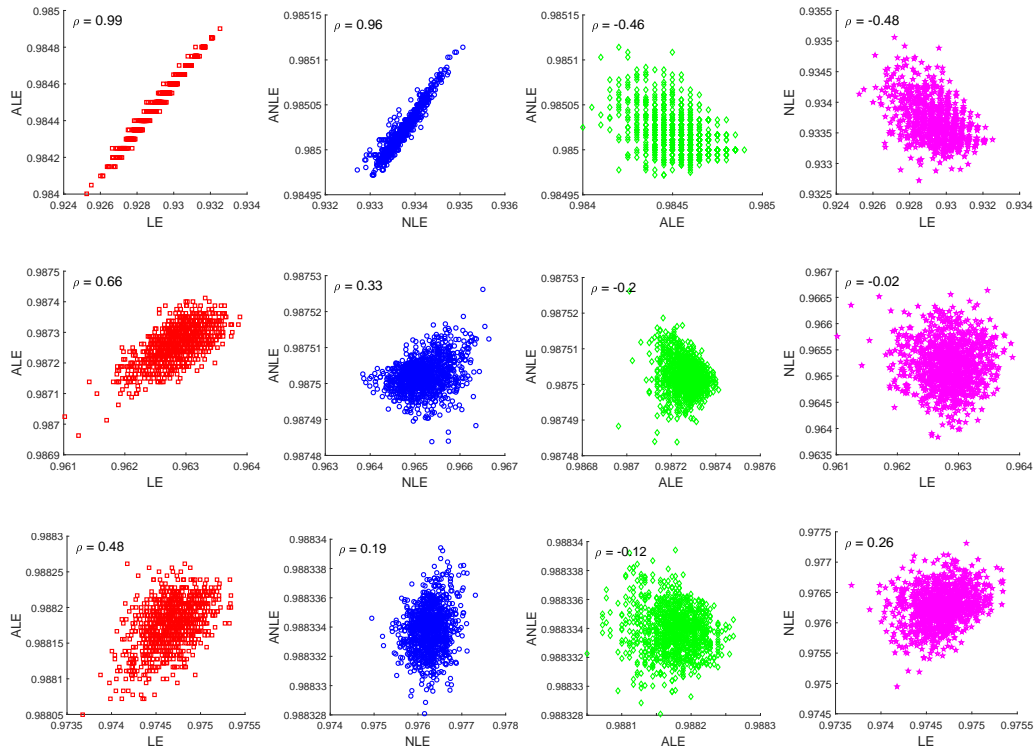 ρ = 0.99
0.985
0.9848
0.9846
0.9844
0.9842
0.984
0.924 0.926 0.928 0.93 0.932 0.934
LE
ALE
ρ = 0.96
0.98515
0.9851
0.98505
0.985
0.98495
0.932 0.933 0.934 0.935 0.936
NLE
ANLE
ρ = -0.46
0.98515
0.9851
0.98505
0.985
0.98495
0.984 0.9845 0.985
ALE
ANLE
ρ = -0.48
0.9355
0.935
0.9345
0.934
0.9335
0.933
0.9325
0.924 0.926 0.928 0.93 0.932 0.934
LE
NLE
ρ = 0.66
0.9875
0.9874
0.9873
0.9872
0.9871
0.987
0.9869
0.961 0.962 0.963 0.964
LE
ALE
ρ = 0.33
0.98753
0.98752
0.98751
0.9875
0.98749
0.98748
0.963 0.964 0.965 0.966 0.967
NLE
ANLE
ρ = -0.2
0.98753
0.98752
0.98751
0.9875
0.98749
0.98748
0.9868 0.987 0.9872 0.9874 0.9876
ALE
ANLE
ρ = -0.02
0.967
0.9665
0.966
0.9655
0.965
0.9645
0.964
0.9635
0.961 0.962 0.963 0.964
LE
NLE
ρ = 0.48
0.9883
0.98825
0.9882
0.98815
0.9881
0.98805
0.9735 0.974 0.9745 0.975 0.9755
LE
ALE
ρ = 0.19
0.98834
0.988338
0.988336
0.988334
0.988332
0.98833
0.988328
0.974 0.975 0.976 0.977 0.978
NLE
ANLE
ρ = -0.12
0.98834
0.988338
0.988336
0.988334
0.988332
0.98833
0.988328
0.9881 0.9882 0.9883
ALE
ANLE
ρ = 0.26
0.9775
0.977
0.9765
0.976
0.9755
0.975
0.9745
0.9735 0.974 0.9745 0.975 0.9755
LE
NLE